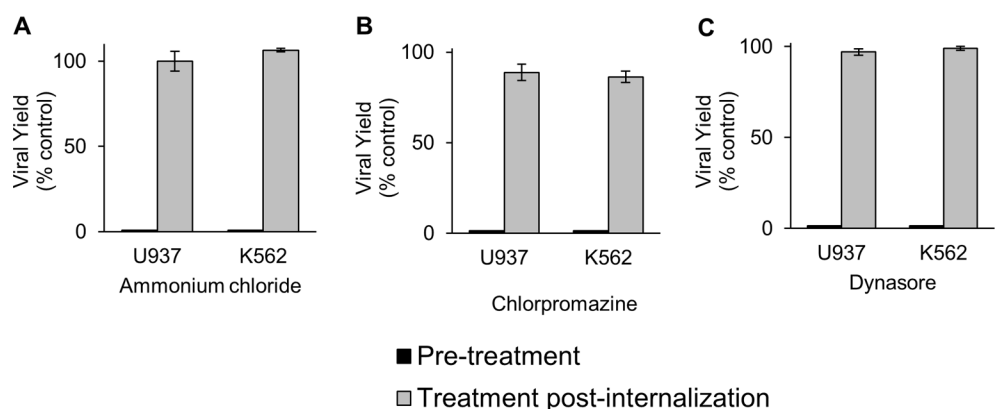 A
Viral Yield
(% control)
100
50
0
U937
K562
Ammonium chloride
B
Viral Yield
(% control)
100
50
0
U937
K562
Chlorpromazine
C
Viral Yield
(% control)
100
50
0
U937
K562
Dynasore
Pre-treatment
Treatment post-internalization